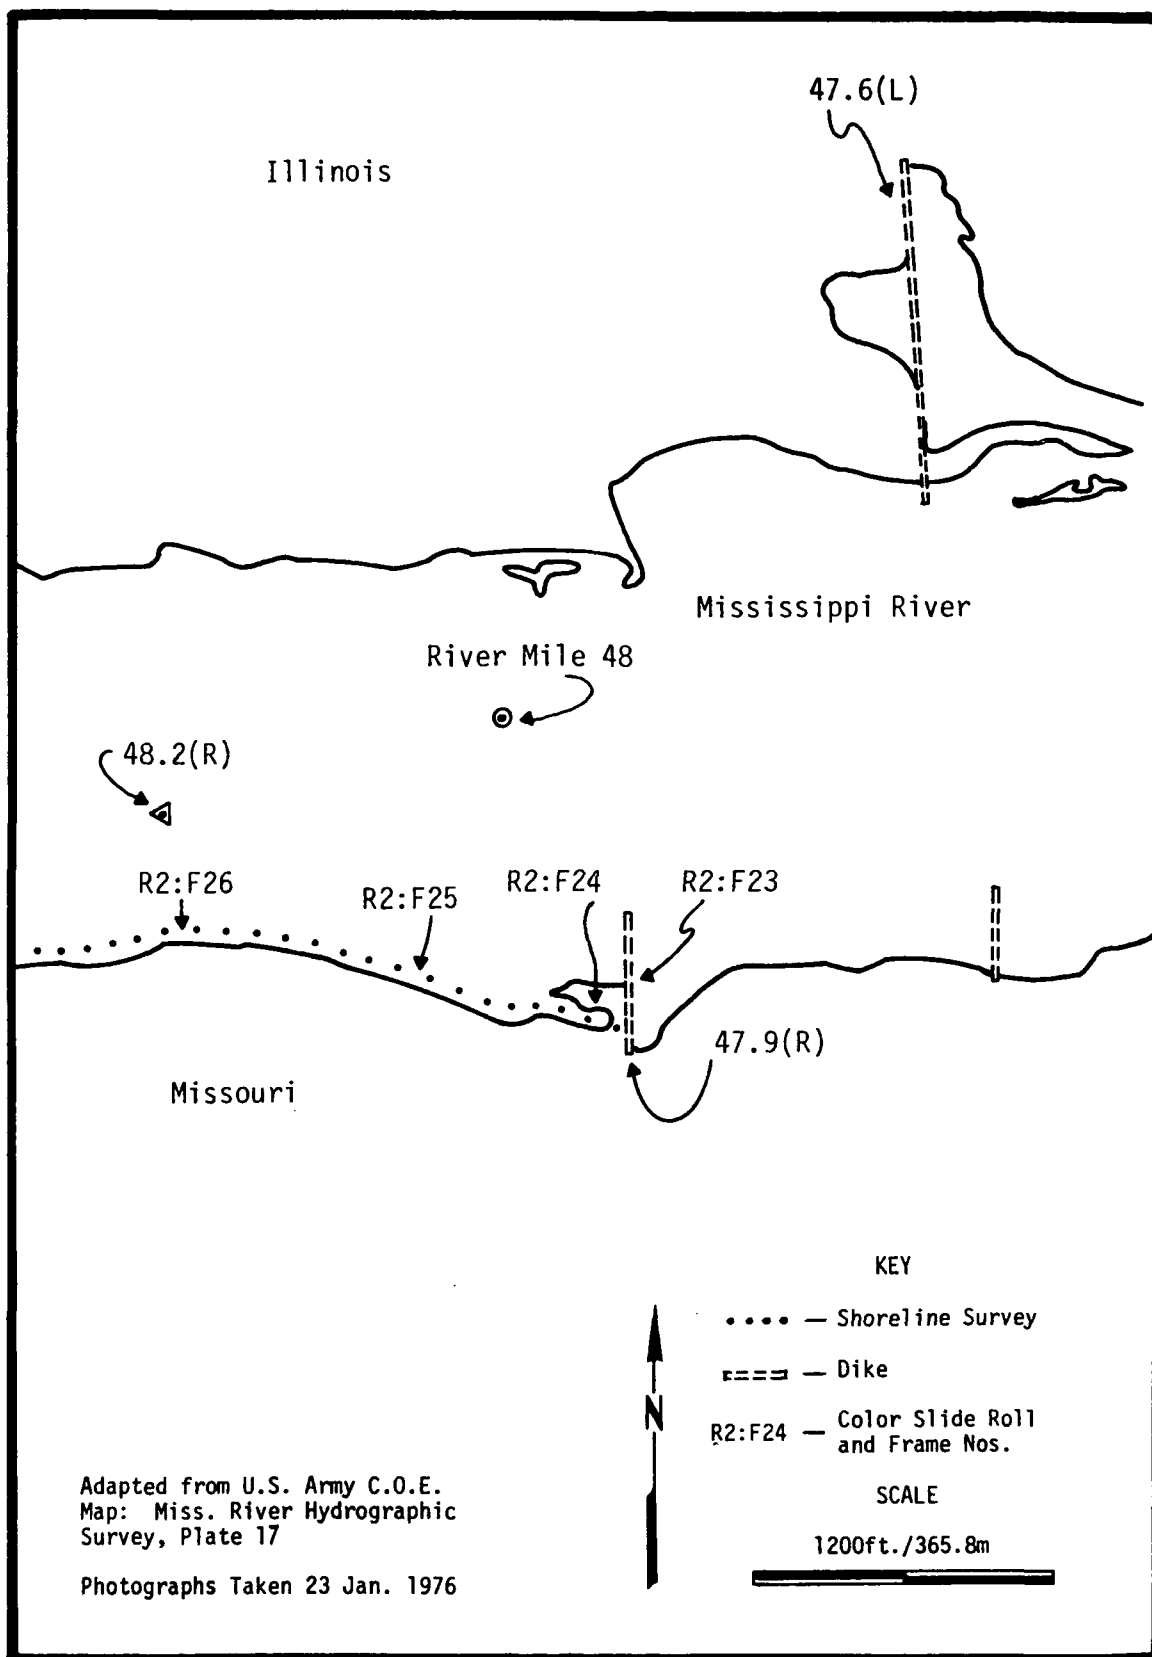 47.6(L)
Illinois
Mississippi River
River Mile 48
48.2(R)
R2:F26
R2:F25
R2:F24
R2:F23
47.9(R)
Missouri
KEY
•••• — Shoreline Survey
— Dike
R2:F24 — Color Slide Roll
and Frame Nos.
N
SCALE
1200ft./365.8m
Adapted from U.S. Army C.O.E.
Map: Miss. River Hydrographic
Survey, Plate 17
Photographs Taken 23 Jan. 1976